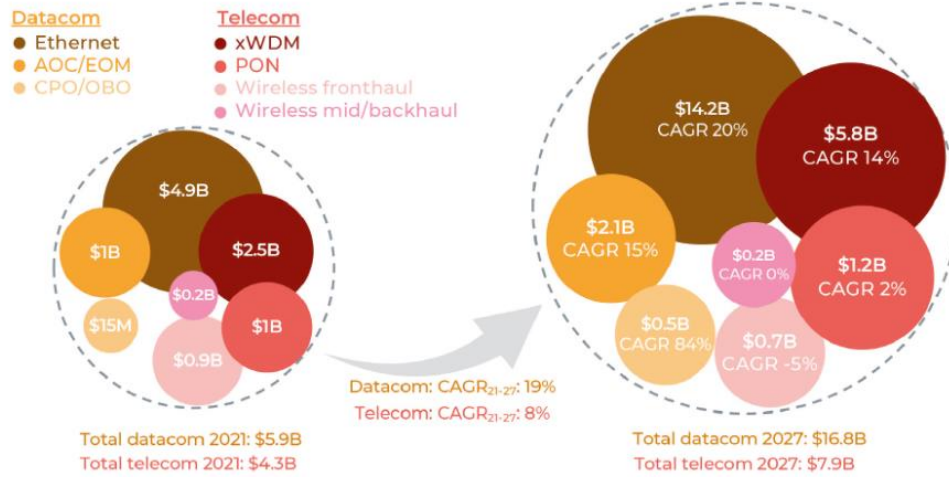 Datacom
Ethernet
AOC/EOM
CPO/OBO
Telecom
xWDM
PON
Wireless fronthaul
Wireless mid/backhaul
$4.9B
$1B
$2.5B
$0.2B
$15M
$1B
$0.9B
Total datacom 2021: $5.9B
Total telecom 2021: $4.3B
Datacom: CAGR₂₁₋₂₇: 19%
Telecom: CAGR₂₁₋₂₇: 8%
$14.2B
CAGR 20%
$5.8B
CAGR 14%
$2.1B
CAGR 15%
$0.2B
CAGR 0%
$1.2B
CAGR 2%
$0.5B
CAGR 84%
$0.7B
CAGR -5%
Total datacom 2027: $16.8B
Total telecom 2027: $7.9B